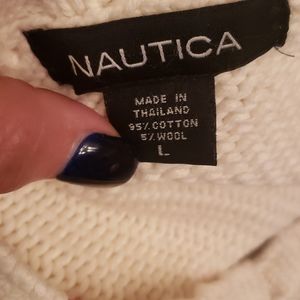 NAUTICA
MADE IN
THAILAND
95% COTTON
5% WOOL
L